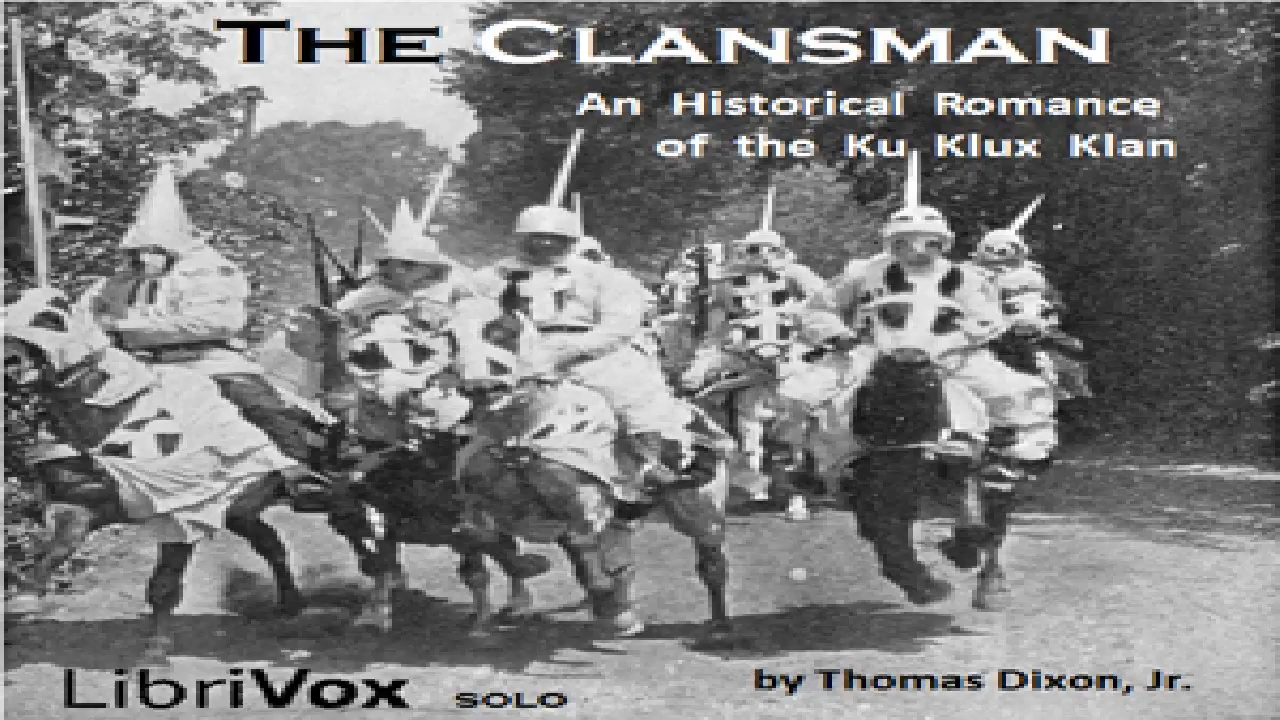 THE CLANSMAN
An Historical Romance
of the Ku Klux Klan
LibriVox SOLO
by Thomas Dixon, Jr.